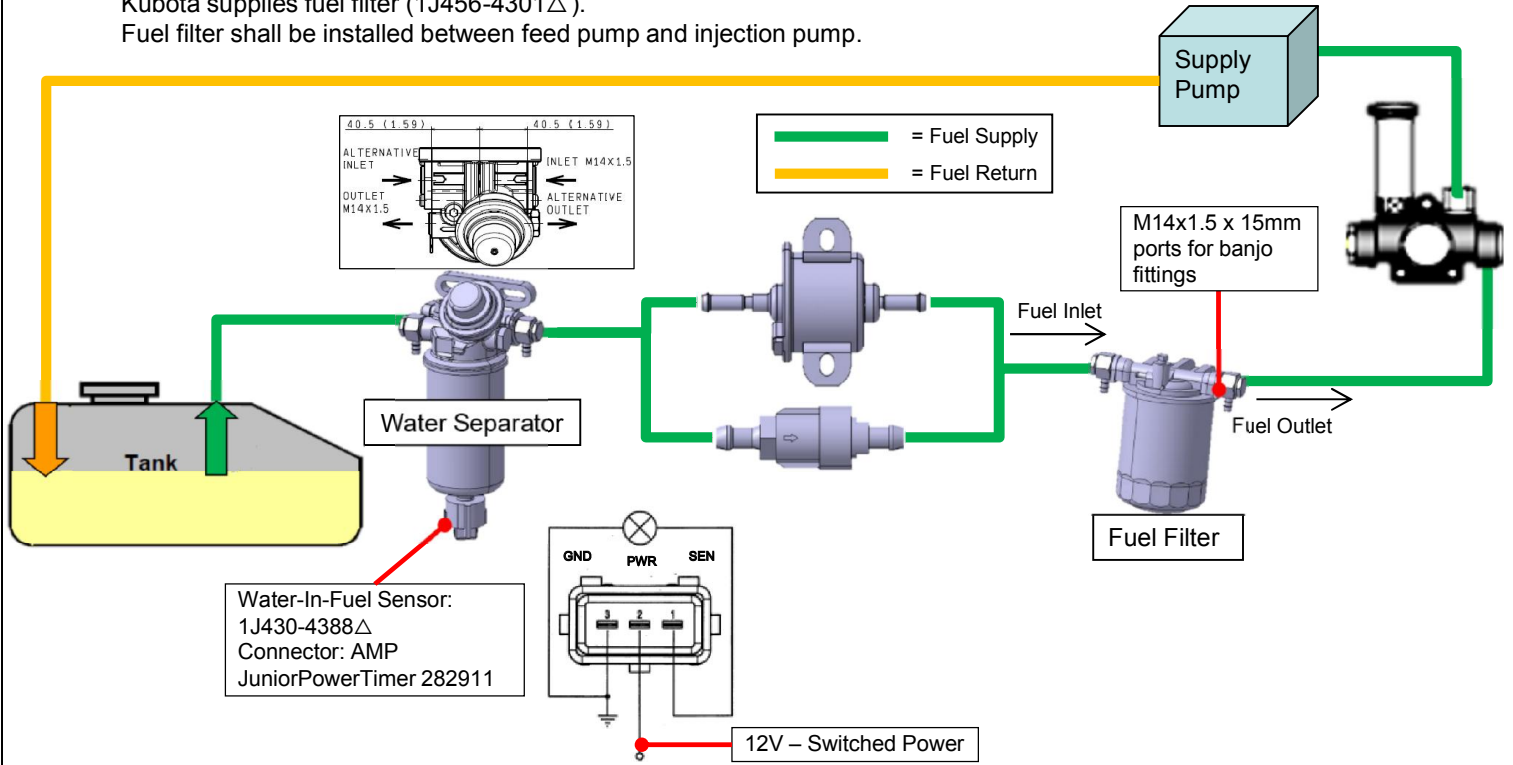 Kubota supplies fuel filter (1J456-4301△).
Fuel filter shall be installed between feed pump and injection pump.
Supply
Pump
40.5 (1.59)
40.5 (1.59)
ALTERNATIVE
INLET
INLET M14X1.5
OUTLET
M14X1.5
ALTERNATIVE
OUTLET
= Fuel Supply
= Fuel Return
M14x1.5 x 15mm
ports for banjo
fittings
Fuel Inlet
Water Separator
Fuel Outlet
Tank
Fuel Filter
GND
PWR
SEN
3
2
1
Water-In-Fuel Sensor:
1J430-4388△
Connector: AMP
JuniorPowerTimer 282911
12V – Switched Power